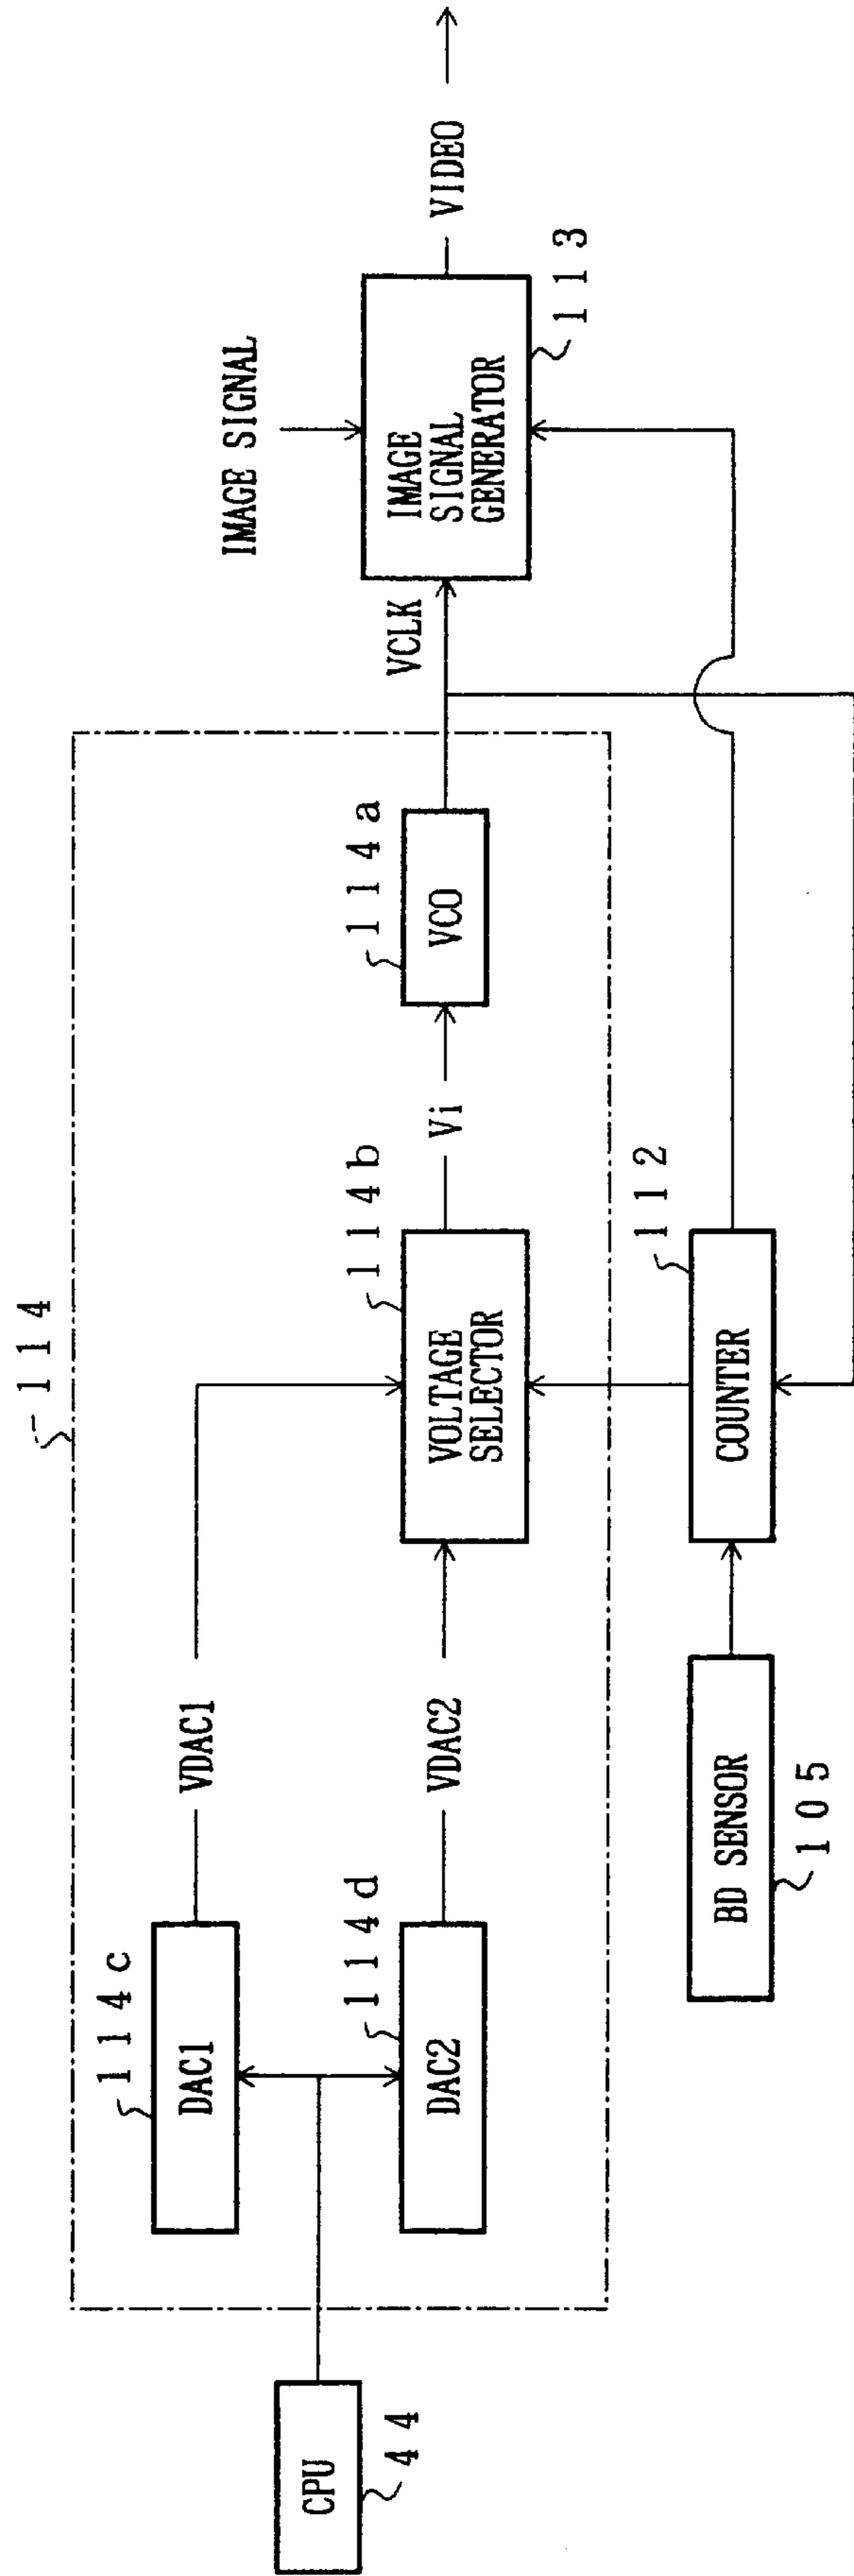 114
CPU
44
DAC1
114c
VDAC1
DAC2
114d
VDAC2
VOLTAGE
SELECTOR
114b
Vi
VCO
114a
VCLK
IMAGE SIGNAL
IMAGE
SIGNAL
GENERATOR
113
VIDEO
BD SENSOR
105
COUNTER
112